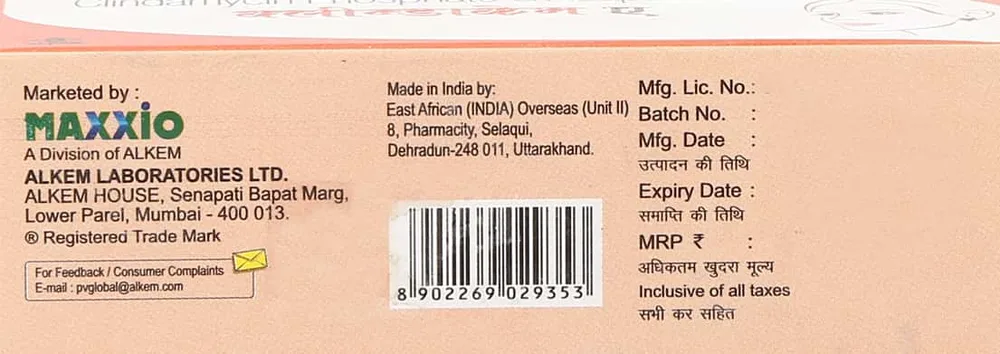 क्लीन्डाक्रम ए.
Marketed by :
MAXXIO
A Division of ALKEM
ALKEM LABORATORIES LTD.
ALKEM HOUSE, Senapati Bapat Marg,
Lower Parel, Mumbai - 400 013.
® Registered Trade Mark
For Feedback / Consumer Complaints
E-mail : pvglobal@alkem.com
Made in India by:
East African (INDIA) Overseas (Unit II)
8, Pharmacity, Selaqui,
Dehradun-248 011, Uttarakhand.
8 902269 029353
Mfg. Lic. No.:
Batch No. :
Mfg. Date :
उत्पादन की तिथि
Expiry Date :
समाप्ति की तिथि
MRP ₹ :
अधिकतम खुदरा मूल्य
Inclusive of all taxes
सभी कर सहित